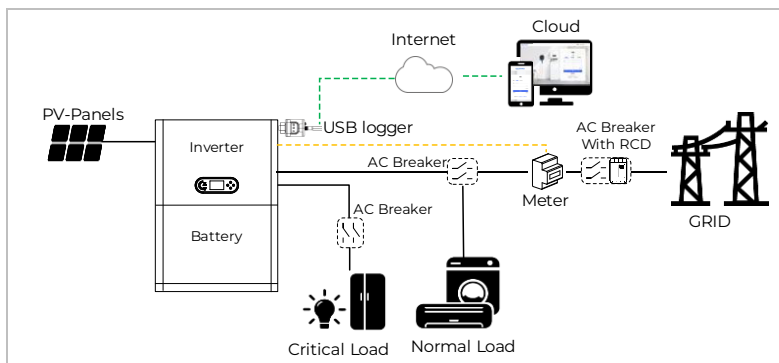 Internet
Cloud
PV-Panels
USB logger
Inverter
AC Breaker
AC Breaker
With RCD
Meter
GRID
AC Breaker
Battery
Critical Load
Normal Load